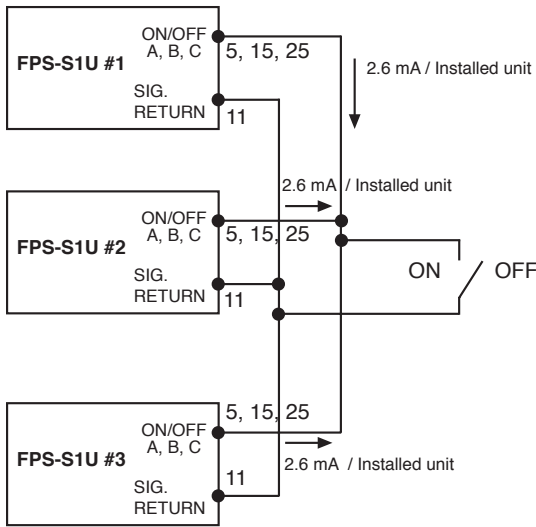 ON/OFF
A, B, C
5, 15, 25
FPS-S1U #1
SIG.
RETURN
11
2.6 mA / Installed unit
2.6 mA / Installed unit
ON/OFF
A, B, C
5, 15, 25
FPS-S1U #2
SIG.
RETURN
11
ON
OFF
ON/OFF
A, B, C
5, 15, 25
FPS-S1U #3
SIG.
RETURN
11
2.6 mA / Installed unit